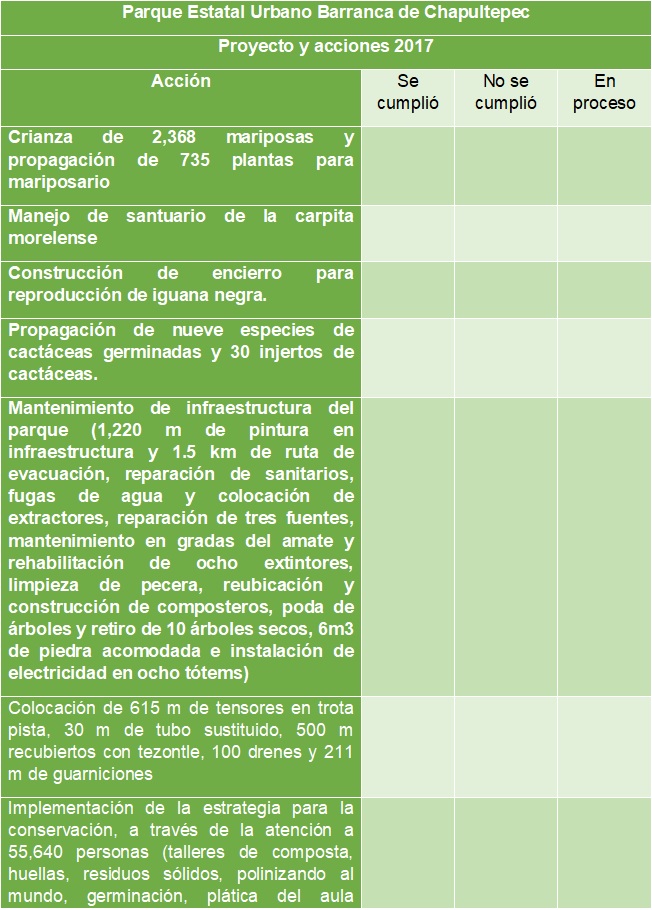 Parque Estatal Urbano Barranca de Chapultepec
Proyecto y acciones 2017
Acción
Se
cumplió
No se
cumplió
En
proceso
Crianza de 2,368 mariposas y
propagación de 735 plantas para
mariposario
Manejo de santuario de la carpita
morelense
Construcción de encierro para
reproducción de iguana negra.
Propagación de nueve especies de
cactáceas germinadas y 30 injertos de
cactáceas.
Mantenimiento de infraestructura del
parque (1,220 m de pintura en
infraestructura y 1.5 km de ruta de
evacuación, reparación de sanitarios,
fugas de agua y colocación de
extractores, reparación de tres fuentes,
mantenimiento en gradas del amate y
rehabilitación de ocho extintores,
limpieza de pecera, reubicación y
construcción de composteros, poda de
árboles y retiro de 10 árboles secos, 6m3
de piedra acomodada e instalación de
electricidad en ocho tótems)
Colocación de 615 m de tensores en trota
pista, 30 m de tubo sustituido, 500 m
recubiertos con tezontle, 100 drenes y 211
m de guarniciones
Implementación de la estrategia para la
conservación, a través de la atención a
55,640 personas (talleres de composta,
huellas, residuos sólidos, polinizando al
mundo, germinación, plática del aula